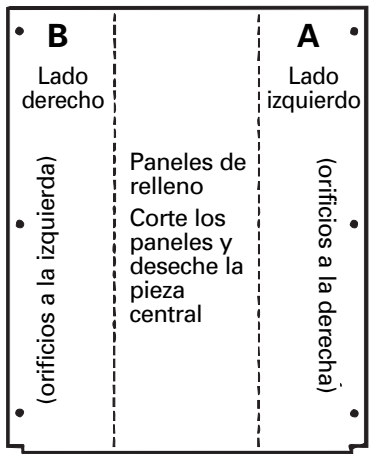 B
Lado
derecho
(orificios a la izquierda)
Paneles de
relleno
Corte los
paneles y
deseche la
pieza
central
A
Lado
izquierdo
(orificios a la derecha)